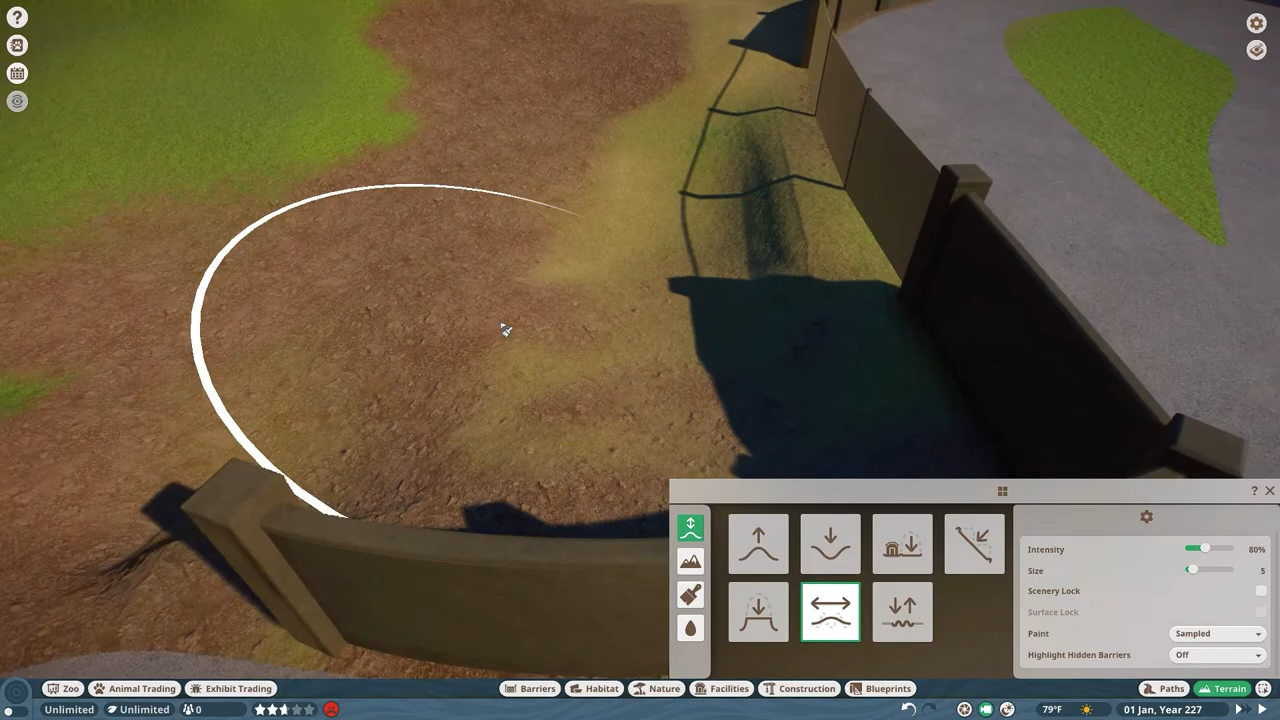 ?
? ×
Intensity 80%
Size 5
Scenery Lock
Surface Lock
Paint Sampled
Highlight Hidden Barriers Off
Zoo Animal Trading Exhibit Trading Barriers Habitat Nature Facilities Construction Blueprints Paths Terrain
Unlimited Unlimited 0 79°F 01 Jan, Year 227